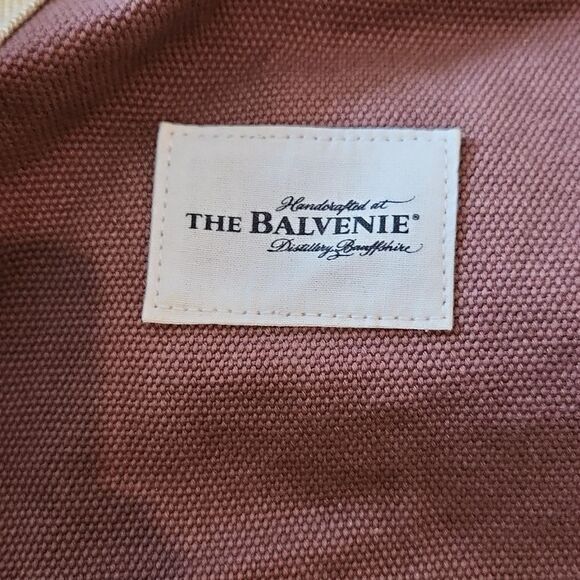 Handcrafted at
THE BALVENIE®
Distillery Banffshire